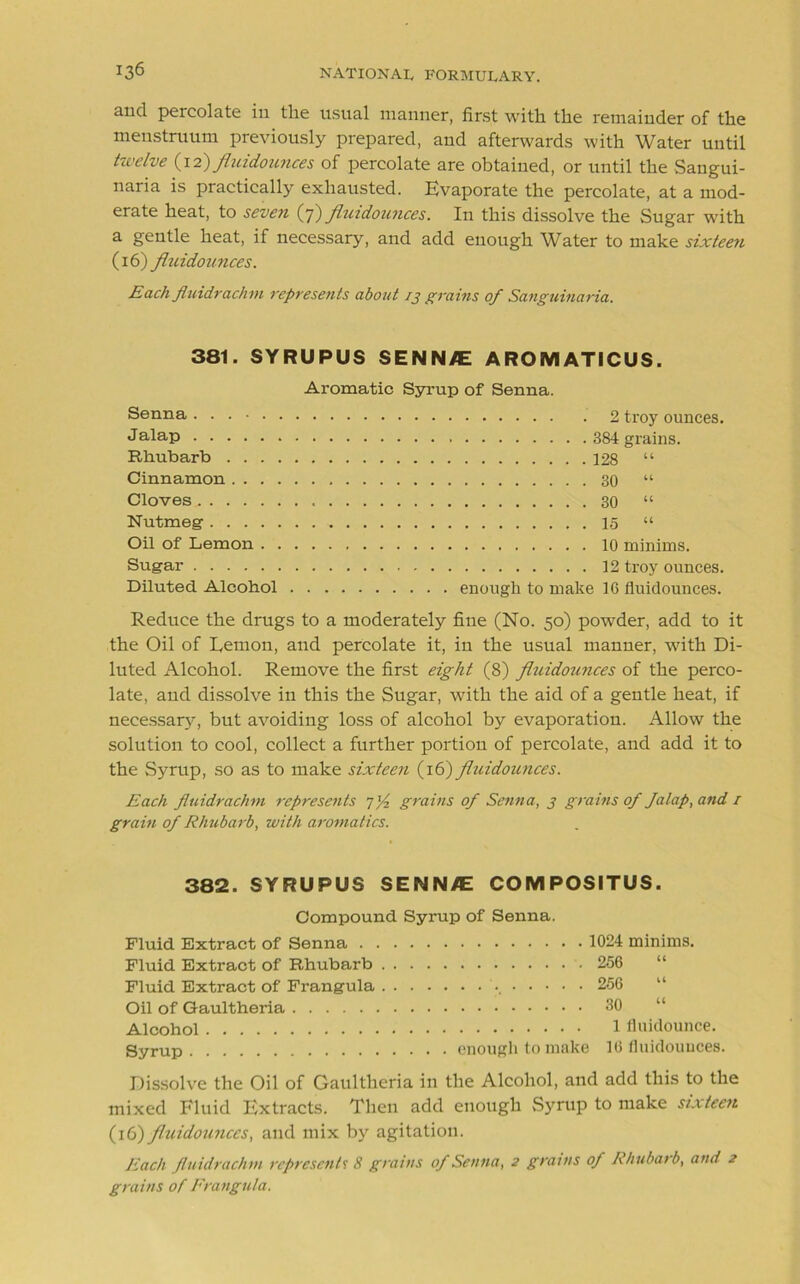 136 NATIONAL FORMULARY.
and percolate in the usual manner, first with the remainder of the
menstruum previously prepared, and afterwards with Water until
twelve (12) fluidounces of percolate are obtained, or until the Sangui-
naria is practically exhausted. Evaporate the percolate, at a mod-
erate heat, to seven (7) fluidounces. In this dissolve the Sugar with
a gentle heat, if necessary, and add enough Water to make sixteen
(16) fluidounces.
Each fluidrachm represents about 13 grains of Sanguinaria.
381. SYRUPUS SENNÆ AROMATICUS.
Aromatic Syrup of Senna.
Senna . . . . . . . . . . 2 troy ounces.
Jalap . . . . . . . . . . 384 grains.
Rhubarb . . . . . . . . . . 128 “
Cinnamon . . . . . . . . . . 30 “
Cloves . . . . . . . . . . 30 “
Nutmeg . . . . . . . . . . 15 “
Oil of Lemon . . . . . . . . . . 10 minims.
Sugar . . . . . . . . . . 12 troy ounces.
Diluted Alcohol . . . . . . . . . . enough to make 16 fluidounces.
Reduce the drugs to a moderately fine (No. 50) powder, add to it
the Oil of Lemon, and percolate it, in the usual manner, with Di-
luted Alcohol. Remove the first eight (8) fluidounces of the perco-
late, and dissolve in this the Sugar, with the aid of a gentle heat, if
necessary, but avoiding loss of alcohol by evaporation. Allow the
solution to cool, collect a further portion of percolate, and add it to
the Syrup, so as to make sixteen (16) fluidounces.
Each fluidrachm represents 7½ grains of Senna, 3 grains of Jalap, and 1
grain of Rhubarb, with aromatics.
382. SYRUPUS SENNÆ COMPOSITUS.
Compound Syrup of Senna.
Fluid Extract of Senna . . . . . . . . . . 1024 minims.
Fluid Extract of Rhubarb . . . . . . . . . . 256 “
Fluid Extract of Frangula . . . . . . . . . . 256 “
Oil of Gaultheria . . . . . . . . . . 30 “
Alcohol . . . . . . . . . . 1 fluidounce.
Syrup . . . . . . . . . . enough to make 16 fluidounces.
Dissolve the Oil of Gaultheria in the Alcohol, and add this to the
mixed Fluid Extracts. Then add enough Syrup to make sixteen
(16) fluidounces, and mix by agitation.
Each fluidrachm represents 8 grains of Senna, 2 grains of Rhubarb, and 2
grains of Frangula.